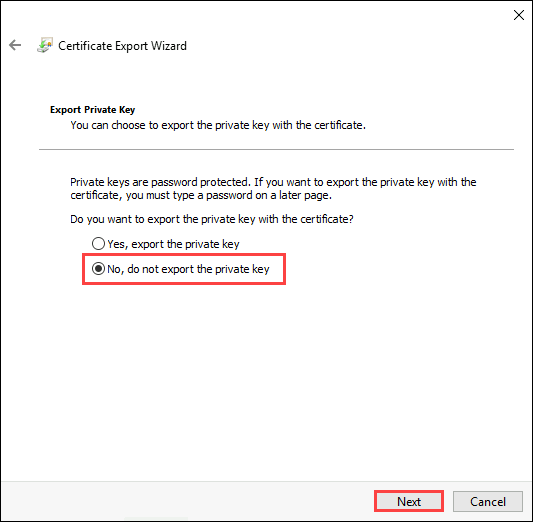 Certificate Export Wizard
Export Private Key
You can choose to export the private key with the certificate.
Private keys are password protected. If you want to export the private key with the
certificate, you must type a password on a later page.
Do you want to export the private key with the certificate?
Yes, export the private key
No, do not export the private key
Next
Cancel